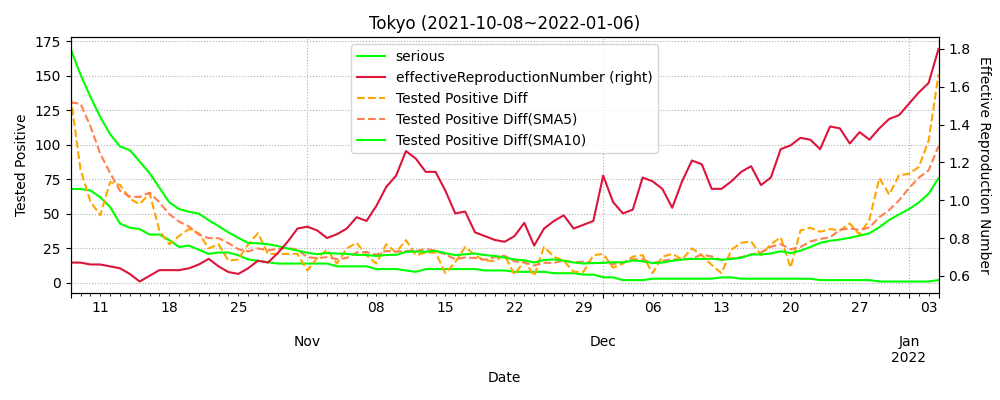 Tokyo (2021-10-08~2022-01-06)
serious
effectiveReproductionNumber (right)
Tested Positive Diff
Tested Positive Diff(SMA5)
Tested Positive Diff(SMA10)
Tested Positive
175
150
125
100
75
50
25
0
1.8
1.6
1.4
1.2
1.0
0.8
0.6
Effective Reproduction Number
11 18 25 08 15 22 29 06 13 20 27 03
Nov Dec Jan
2022
Date